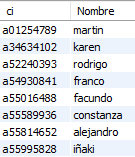 ci Nombre
a01254789 martin
a34634102 karen
a52240393 rodrigo
a54930841 franco
a55016488 facundo
a55589936 constanza
a55814652 alejandro
a55995828 iñaki